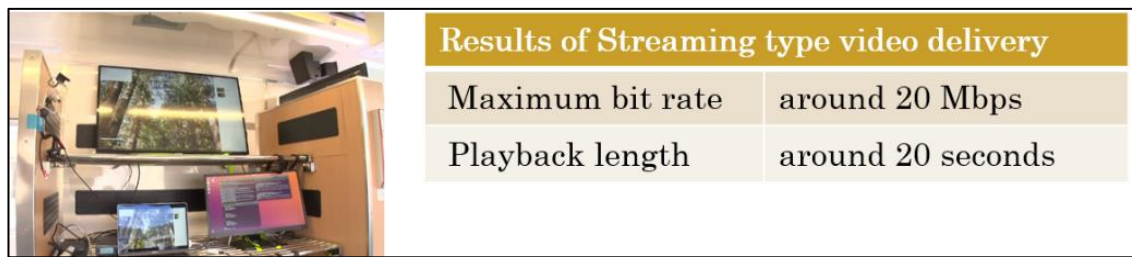 Results of Streaming type video delivery
Maximum bit rate around 20 Mbps
Playback length around 20 seconds